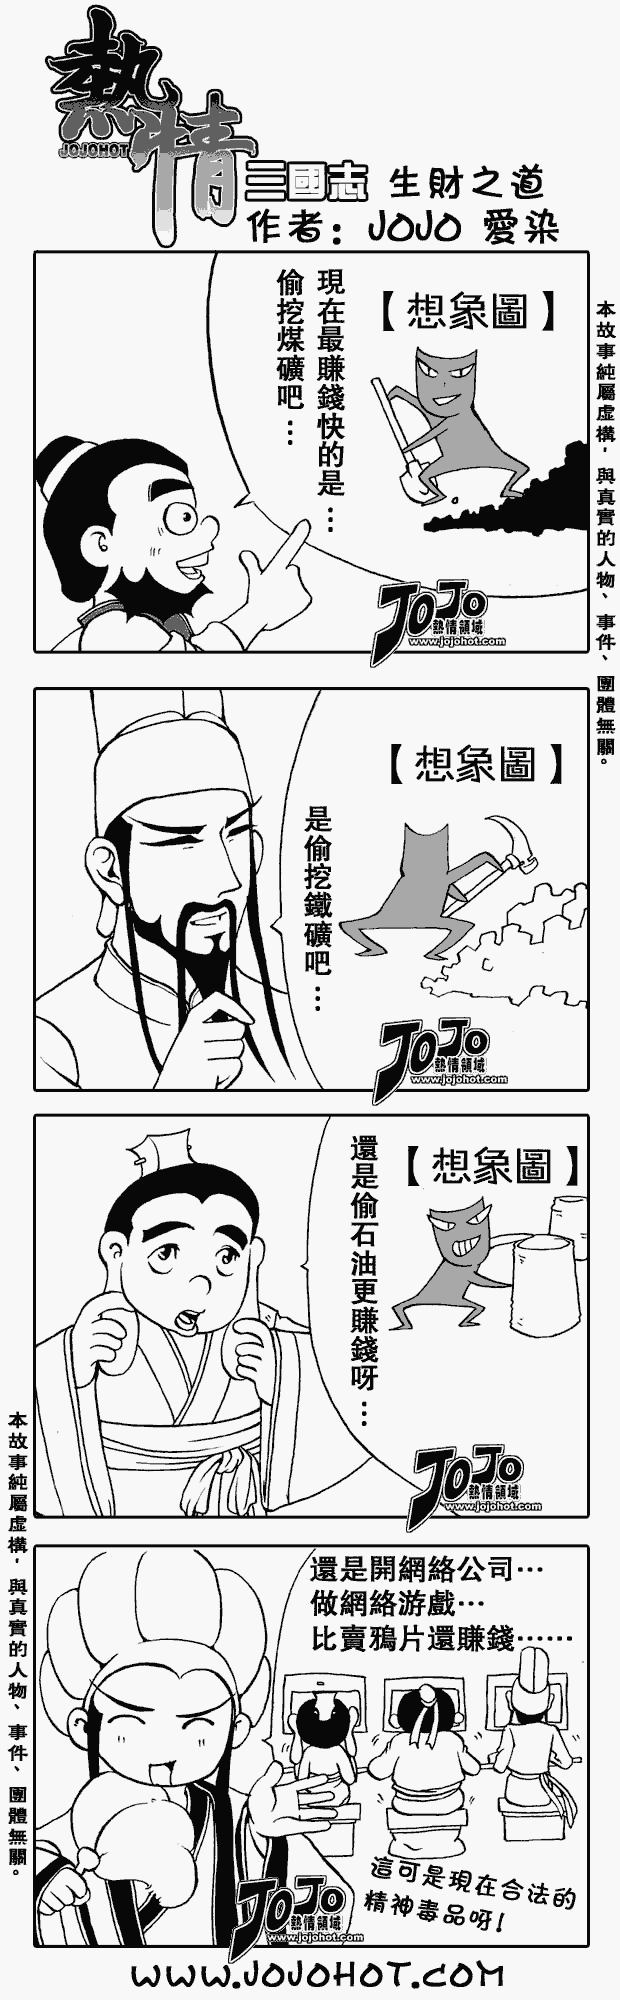 熱情
JOJOHOT
三國志 生財之道
作者：JOJO 愛染
本故事純屬虛構，與真實的人物、事件、團體無關。
現在最賺錢快的是…
偷挖煤礦吧…
【想象圖】
JOJO
熱情領域
www.jojohot.com
是偷挖鐵礦吧…
【想象圖】
JOJO
熱情領域
www.jojohot.com
還是偷石油更賺錢呀…
【想象圖】
JOJO
熱情領域
www.jojohot.com
本故事純屬虛構，與真實的人物、事件、團體無關。
還是開網絡公司…
做網絡游戲…
比賣鴉片還賺錢……
這可是現在合法的
精神毒品呀！
JOJO
熱情領域
www.jojohot.com
WWW.JOJOHOT.COM